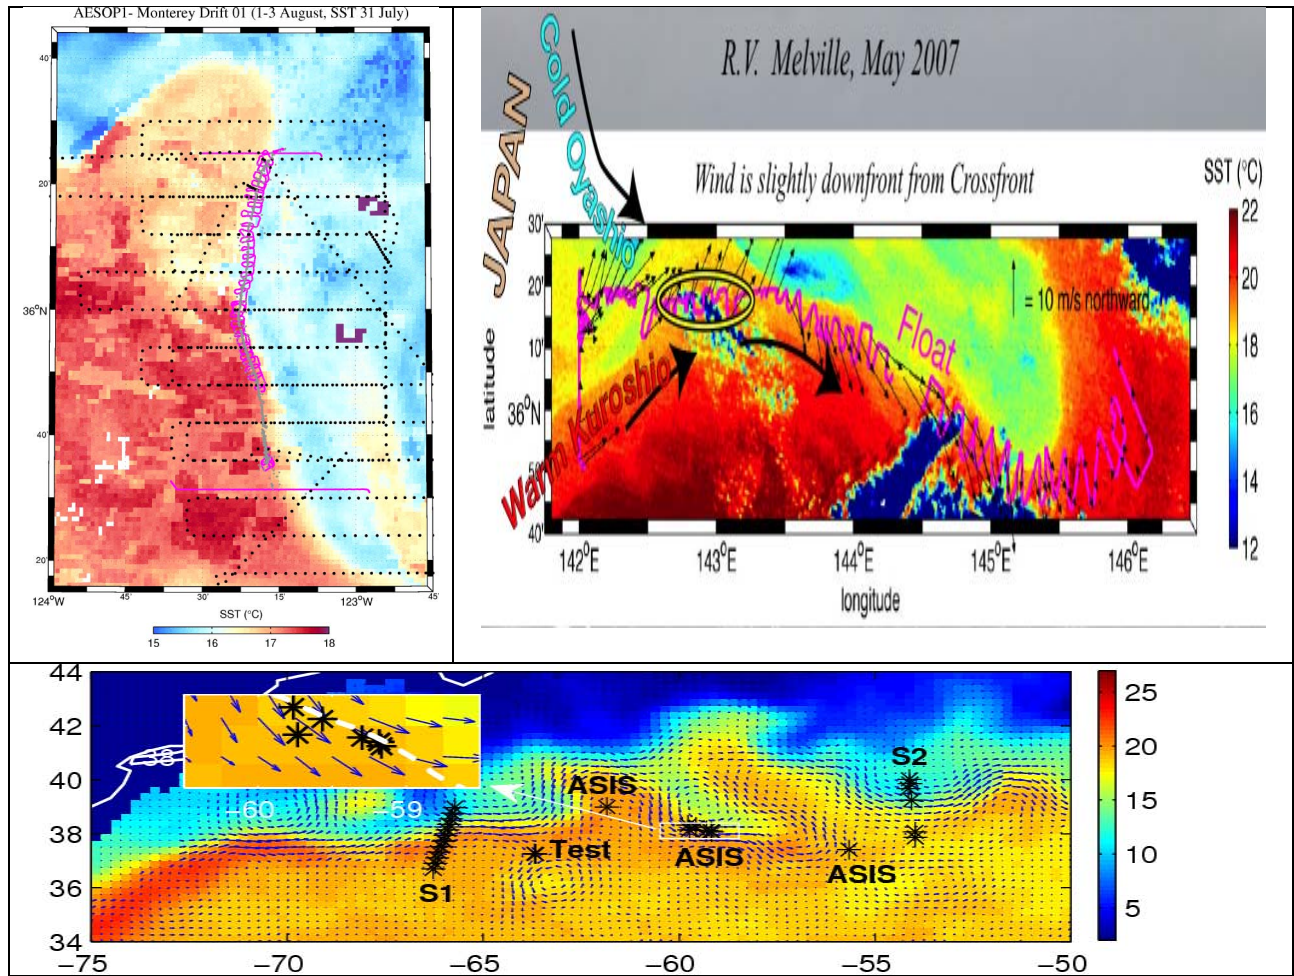 AESOP1- Monterey Drift 01 (1-3 August, SST 31 July)
40'
20'
36°N
40'
20'
124°W 45' 30' 15' 123°W 45'
SST (°C)
15 16 17 18
R.V. Melville, May 2007
Wind is slightly downfront from Crossfront
JAPAN
Cold Oyashio
Warm Kuroshio
Float
= 10 m/s northward
SST (°C)
22
20
18
16
14
12
latitude
30'
20'
10'
36°N
40'
142°E 143°E 144°E 145°E 146°E
longitude
44
42
40
38
36
34
38
−60 −59
ASIS
S2
Test
ASIS
ASIS
S1
−75 −70 −65 −60 −55 −50
25
20
15
10
5